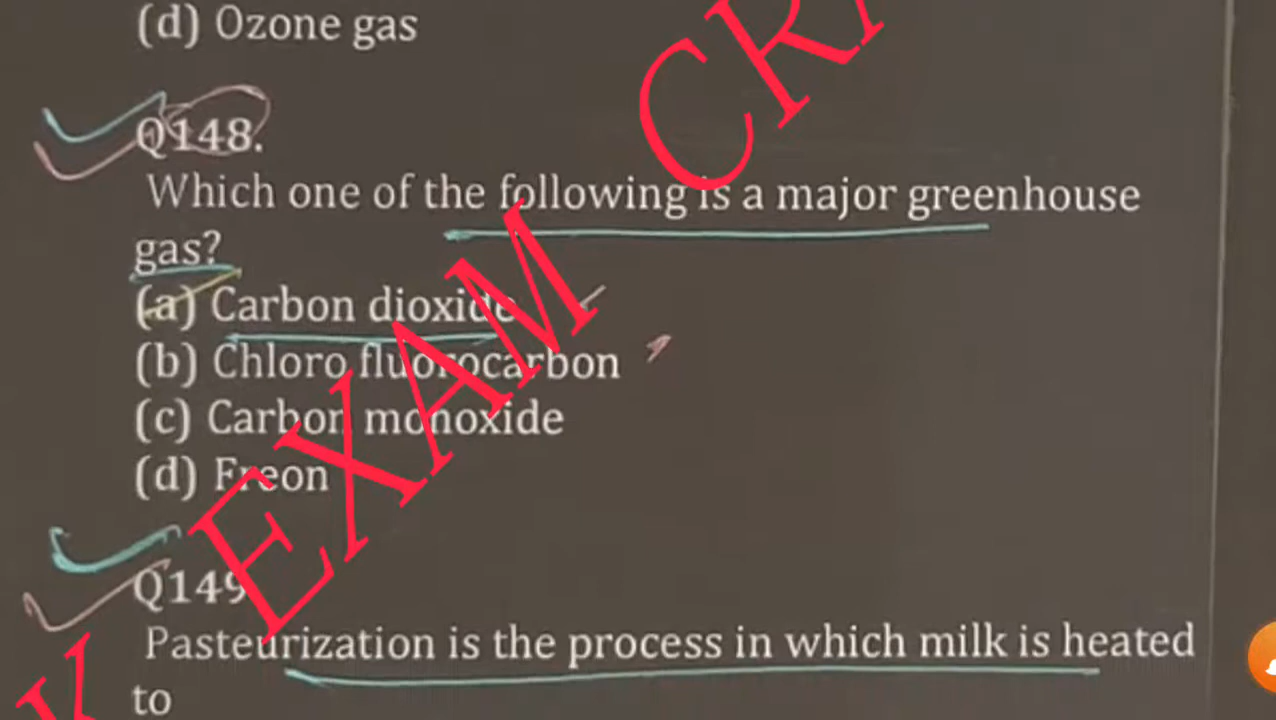 (d) Ozone gas
Q148.
Which one of the following is a major greenhouse
gas?
(a) Carbon dioxide
(b) Chloro fluorocarbon
(c) Carbon monoxide
(d) Freon
Q149
Pasteurization is the process in which milk is heated
to
K EXAM CRA